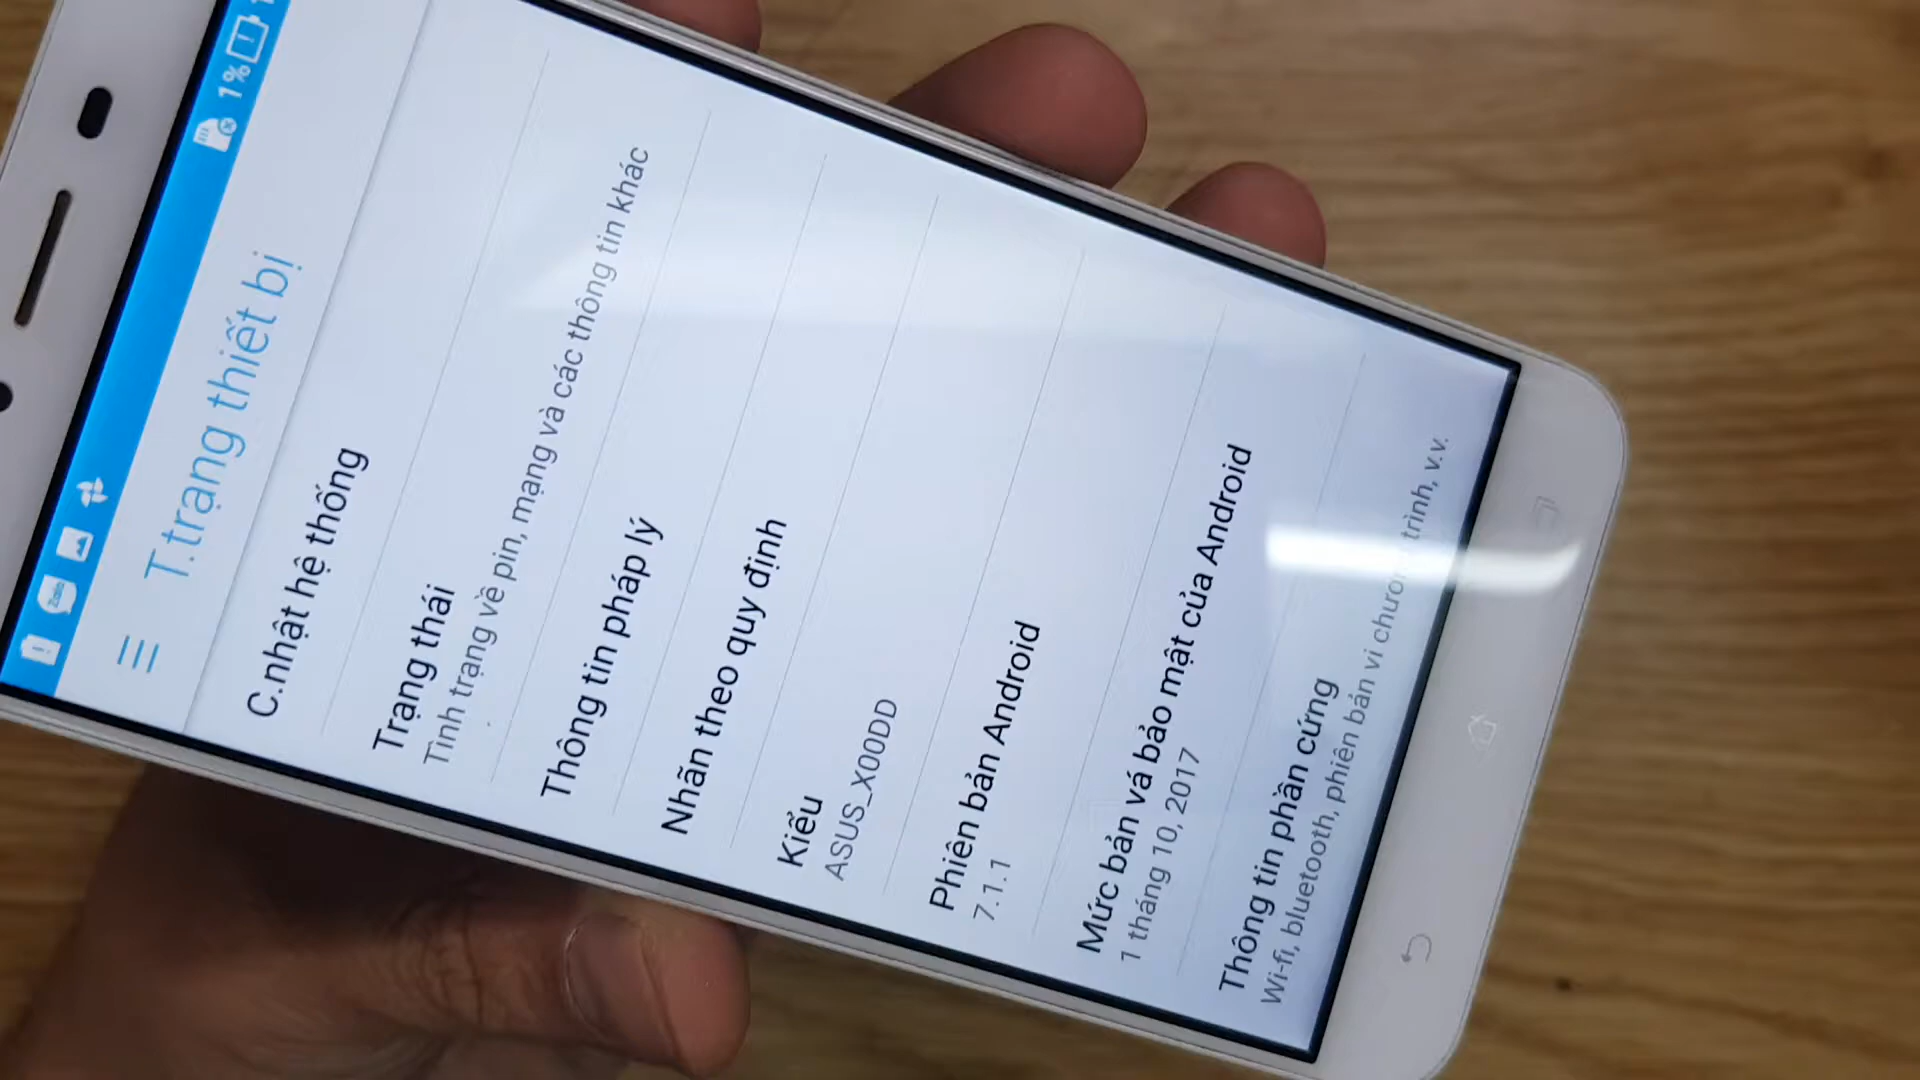 1%
Zalo
T.trạng thiết bị
C.nhật hệ thống
Trạng thái
Tình trạng về pin, mạng và các thông tin khác
Thông tin pháp lý
Nhãn theo quy định
Kiểu
ASUS_X00DD
Phiên bản Android
7.1.1
Mức bản vá bảo mật của Android
1 tháng 10, 2017
Thông tin phần cứng
Wi-fi, bluetooth, phiên bản vi chương trình, v.v.